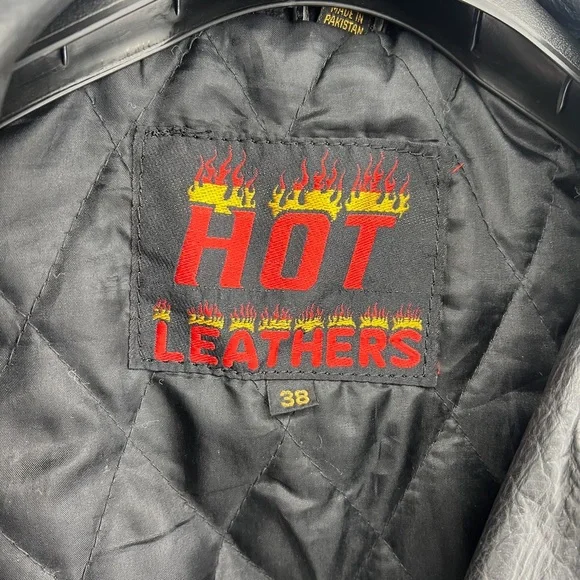 MADE IN
PAKISTAN
HOT
LEATHERS
38